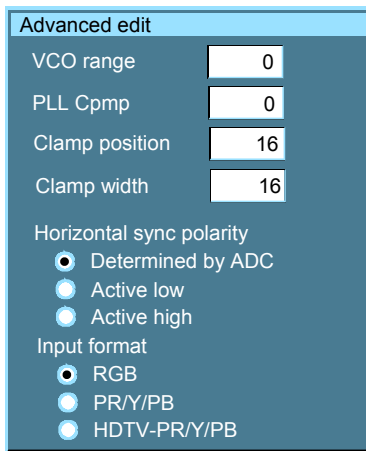 Advanced edit
VCO range 0
PLL Cpmp 0
Clamp position 16
Clamp width 16
Horizontal sync polarity
Determined by ADC
Active low
Active high
Input format
RGB
PR/Y/PB
HDTV-PR/Y/PB